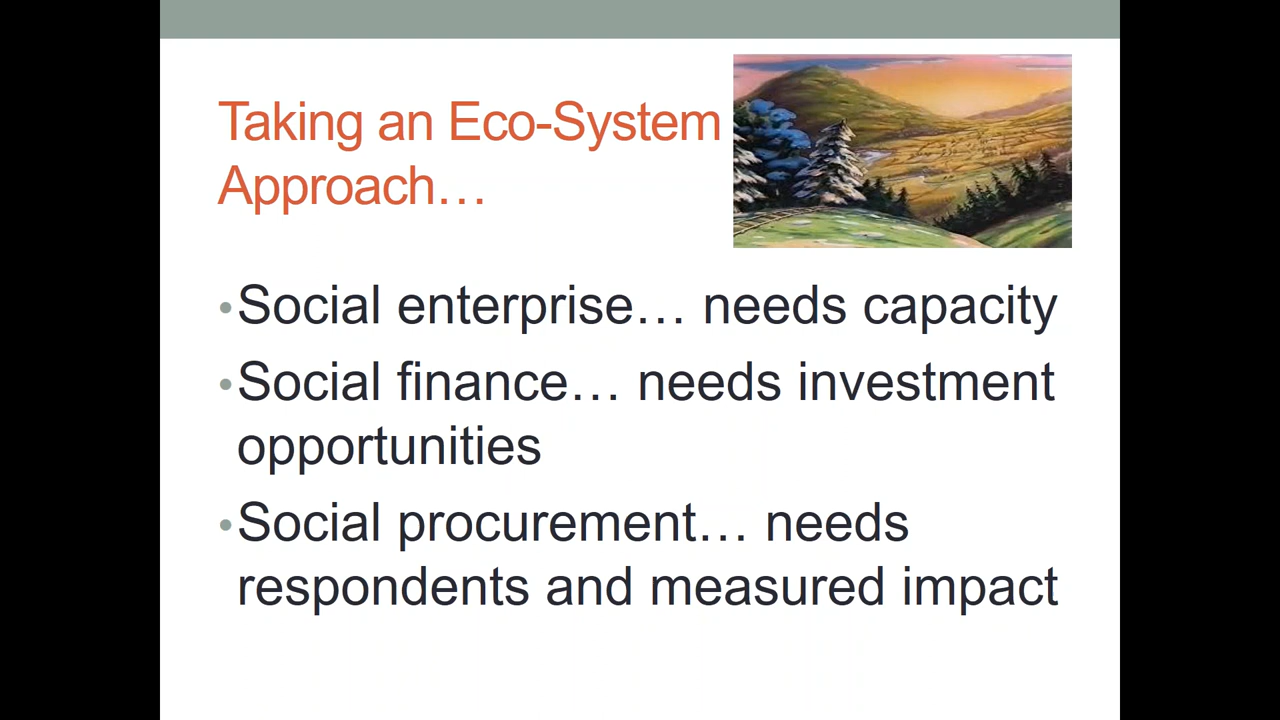 Taking an Eco-System
Approach…
•Social enterprise… needs capacity
•Social finance… needs investment
opportunities
•Social procurement… needs
respondents and measured impact